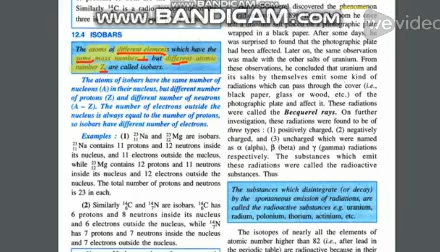 www.BANDICAM.com
Similarly ¹⁴C is a radio
three is
12.4 ISOBARS
The atoms of different elements which have the
same mass number A but different atomic
number Z are called isobars.
The atoms of isobars have the same number of
nucleons (A) in their nucleus, but different number
of protons (Z) and different number of neutrons
(A – Z). The number of electrons outside the
nucleus is always equal to the number of protons, so
isobars have different number of electrons.
Examples : (1) ²³₁₁Na and ²³₁₂Mg are isobars.
²³₁₁Na contains 11 protons and 12 neutrons inside its
nucleus, and 11 electrons outside the nucleus,
while ²³₁₂Mg contains 12 protons and 11 neutrons
inside its nucleus and 12 electrons outside the
nucleus. The total number of protons and neutrons
is 23 in each.
(2) Similarly ¹⁴₆C and ¹⁴₇N are isobars. ¹⁴₆C has
6 protons and 8 neutrons inside its nucleus and
6 electrons outside the nucleus, while ¹⁴₇N
has 7 protons and 7 neutrons inside the nucleus and
7 electrons outside the nucleus.
discovered the phenomenon
wrapped in a black paper. After some days,
was surprised to found that the photographic plate
had been affected. Later on, the same observation
was made with the other salts of uranium. From
these observations, he concluded that uranium and
its salts by themselves emit some kind of
radiations which can pass through the cover (i.e.,
black paper, glass or wood, etc.) of the
photographic plate and affect it. These radiations
were called the Becquerel rays. On further
investigation, these radiations were found to be of
three types : (1) positively charged, (2) negatively
charged, and (3) uncharged which were named
as α (alpha), β (beta) and γ (gamma) radiations
respectively. The substances which emit these
radiations were called the radioactive substances.
Thus
The substances which disintegrate (or decay)
by the spontaneous emission of radiations, are
called the radioactive substances e.g. uranium,
radium, polonium, thorium, actinium, etc.
The isotopes of nearly all the elements of
atomic number higher than 82 (i.e., after lead in
the periodic table) are radioactive because in their